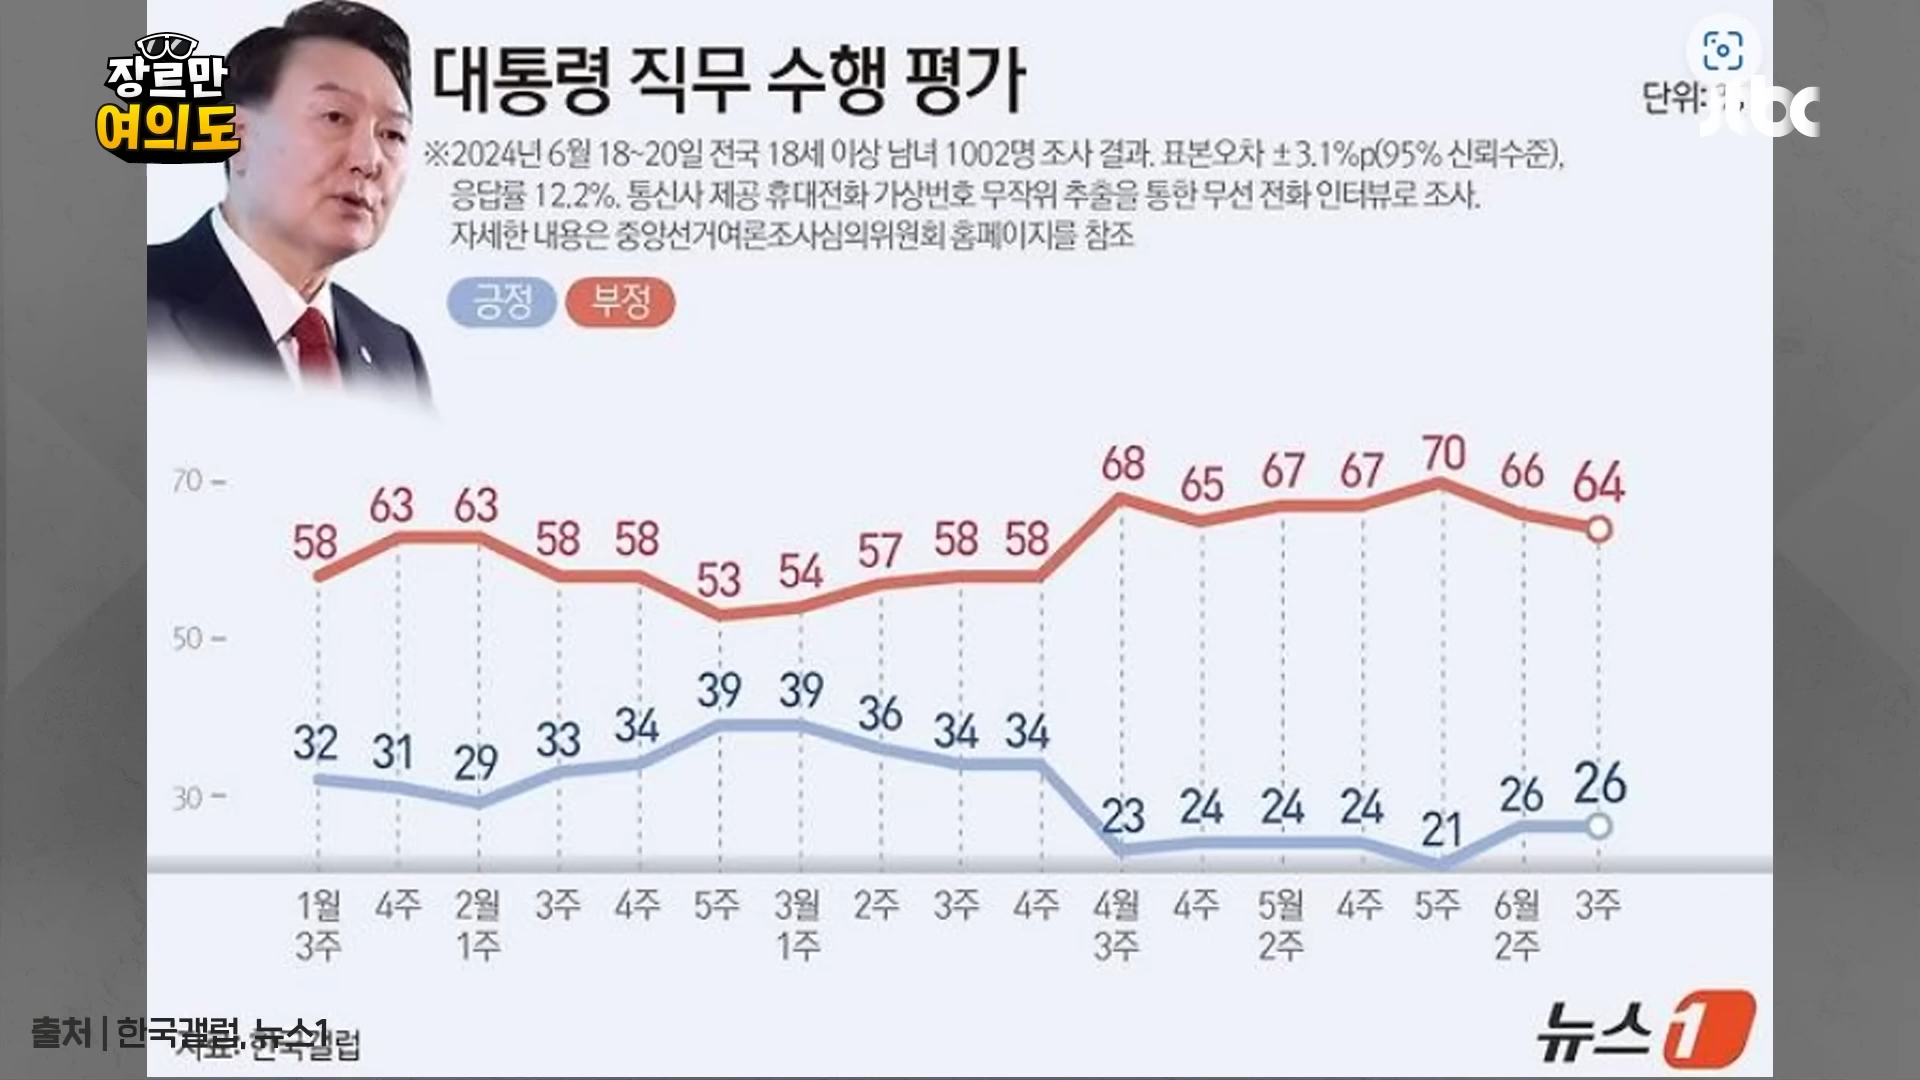 장르만
여의도
대통령 직무 수행 평가
단위:
jtbc
※2024년 6월 18~20일 전국 18세 이상 남녀 1002명 조사 결과. 표본오차 ±3.1%p(95% 신뢰수준),
응답률 12.2%. 통신사 제공 휴대전화 가상번호 무작위 추출을 통한 무선 전화 인터뷰로 조사.
자세한 내용은 중앙선거여론조사심의위원회 홈페이지를 참조
긍정 부정
70
50
30
58 63 63 58 58 53 54 57 58 58 68 65 67 67 70 66 64
32 31 29 33 34 39 39 36 34 34 23 24 24 24 21 26 26
1월 4주 2월 3주 4주 5주 3월 2주 3주 4주 4월 4주 5월 4주 5주 6월 3주
3주 1주 1주 3주 2주 2주
출처 | 한국갤럽, 뉴스1
자료: 한국갤럽
뉴스1